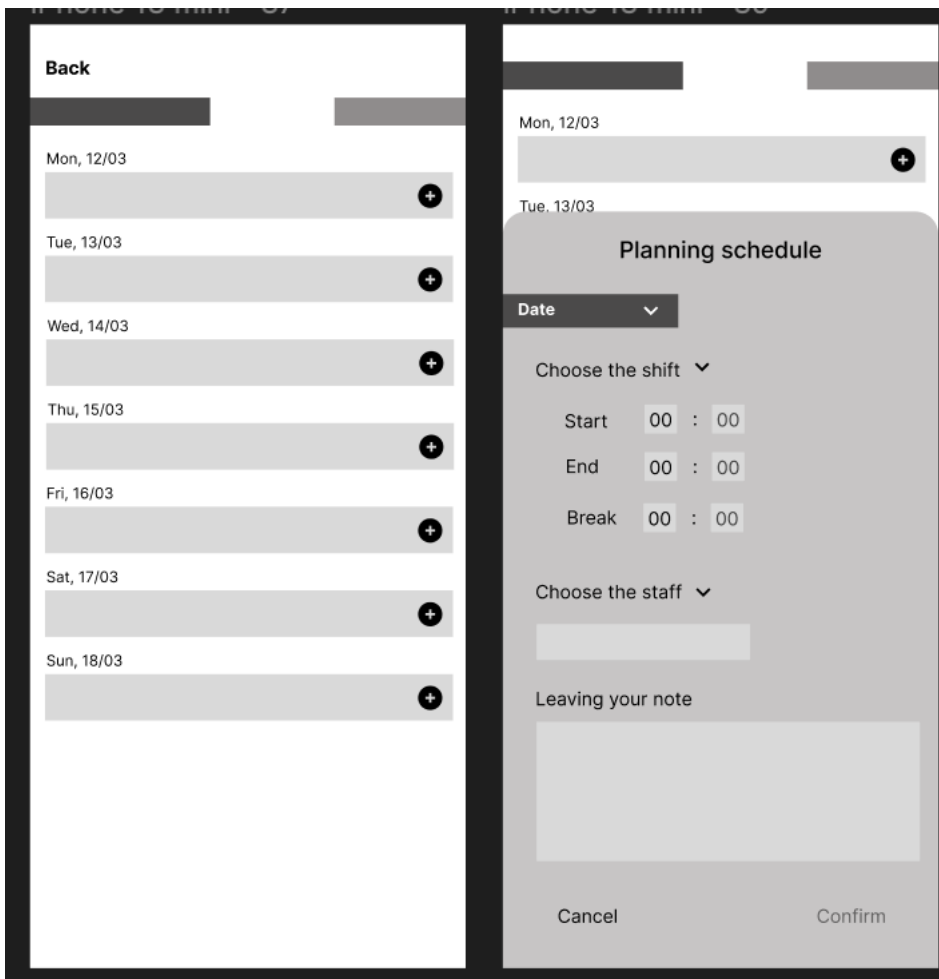 Back
Mon, 12/03
Tue, 13/03
Wed, 14/03
Thu, 15/03
Fri, 16/03
Sat, 17/03
Sun, 18/03
Mon, 12/03
Tue, 13/03
Planning schedule
Date
Choose the shift
Start 00 : 00
End 00 : 00
Break 00 : 00
Choose the staff
Leaving your note
Cancel Confirm